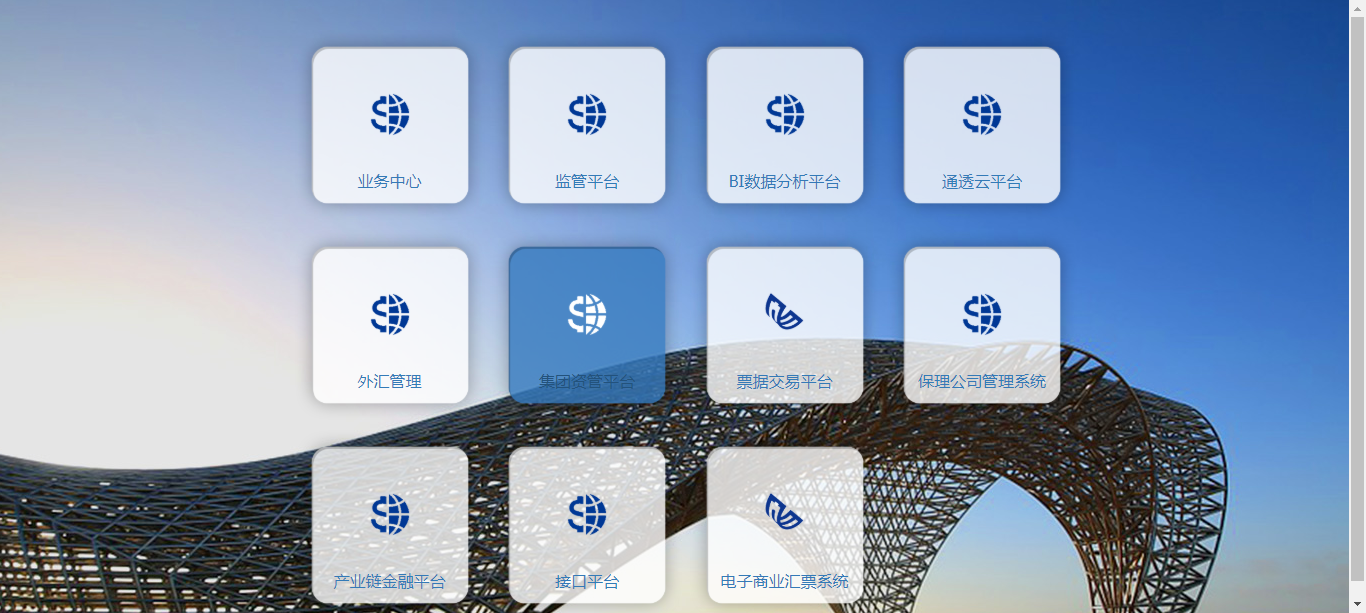 业务中心
监管平台
BI数据分析平台
通透云平台
外汇管理
集团资管平台
票据交易平台
保理公司管理系统
产业链金融平台
接口平台
电子商业汇票系统